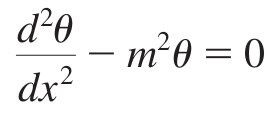 d²θ/dx² − m²θ = 0